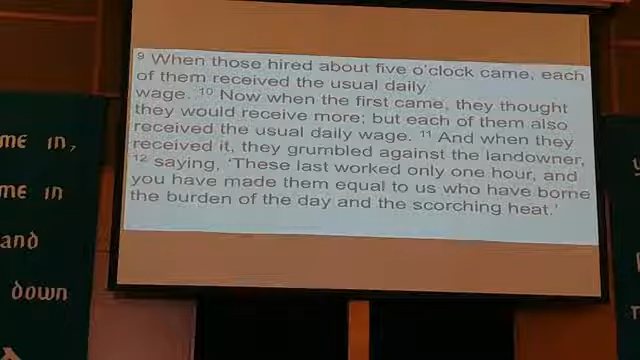 ⁹ When those hired about five o'clock came, each
of them received the usual daily
wage. ¹⁰ Now when the first came, they thought
they would receive more; but each of them also
received the usual daily wage. ¹¹ And when they
received it, they grumbled against the landowner,
¹² saying, ‘These last worked only one hour, and
you have made them equal to us who have borne
the burden of the day and the scorching heat.’
me in,
me in
and
down